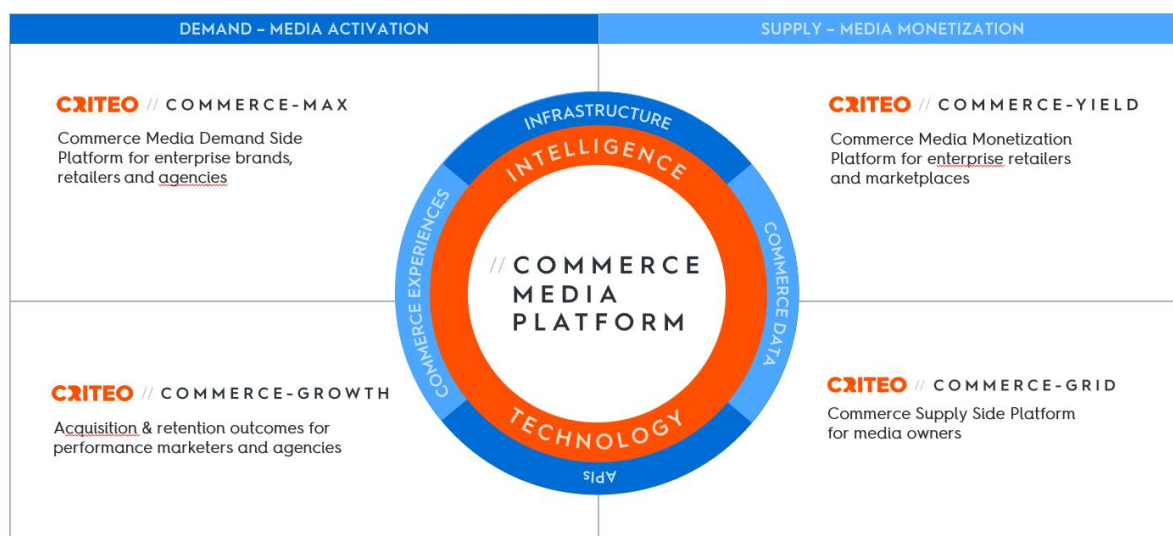 DEMAND – MEDIA ACTIVATION
SUPPLY – MEDIA MONETIZATION
CRITEO // COMMERCE-MAX
Commerce Media Demand Side
Platform for enterprise brands,
retailers and agencies
CRITEO // COMMERCE-YIELD
Commerce Media Monetization
Platform for enterprise retailers
and marketplaces
INFRASTRUCTURE
INTELLIGENCE
COMMERCE EXPERIENCES
// COMMERCE
MEDIA
PLATFORM
COMMERCE DATA
TECHNOLOGY
APIs
CRITEO // COMMERCE-GROWTH
Acquisition & retention outcomes for
performance marketers and agencies
CRITEO // COMMERCE-GRID
Commerce Supply Side Platform
for media owners